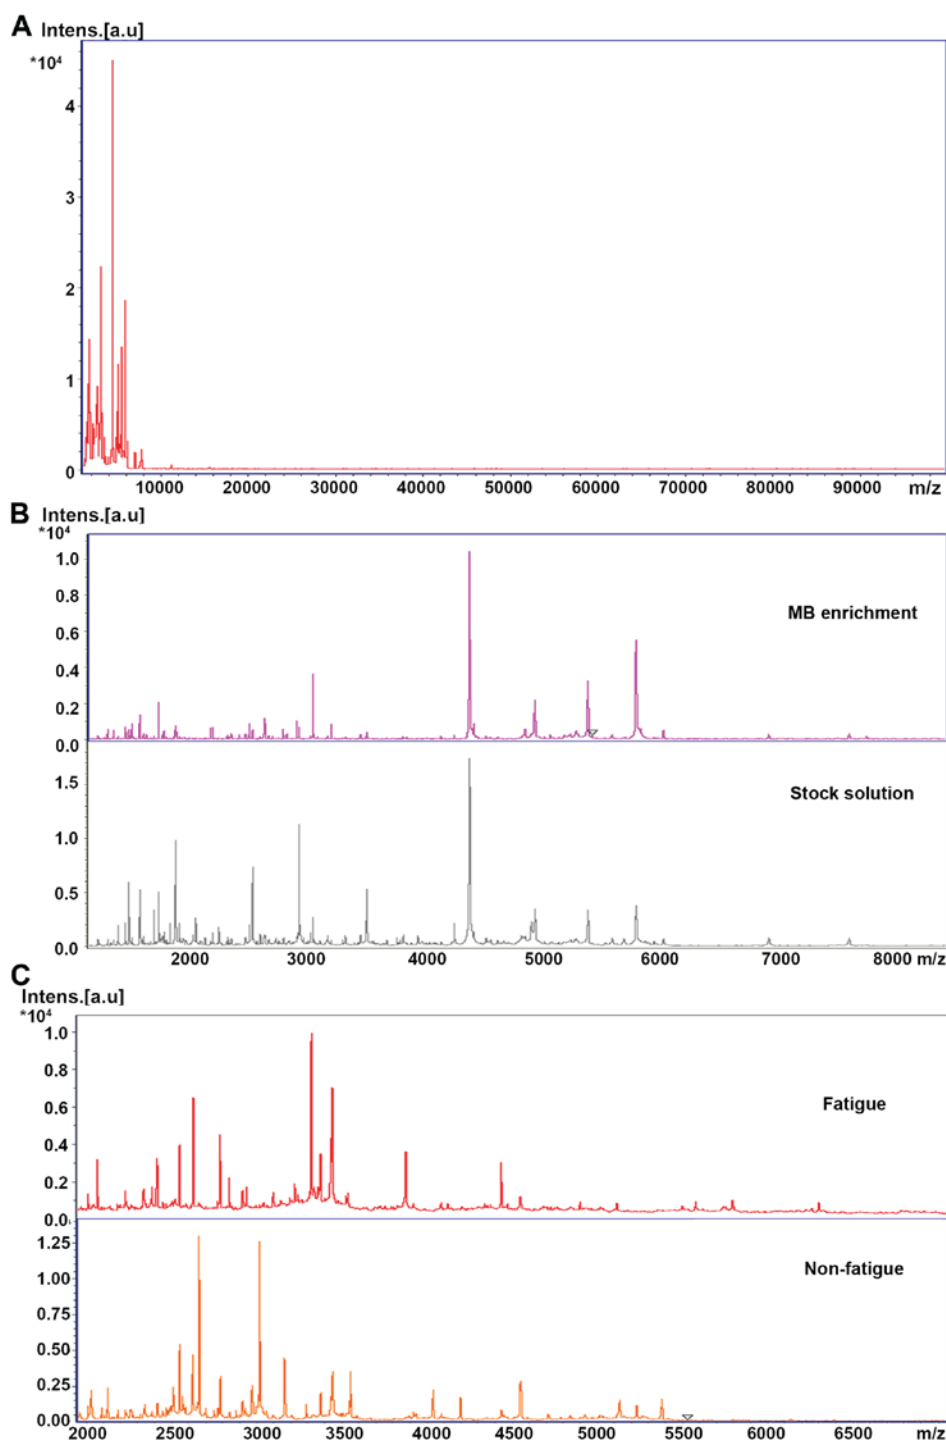 A Intens.[a.u]
*10⁴
4
3
2
1
0
10000 20000 30000 40000 50000 60000 70000 80000 90000 m/z
B Intens.[a.u]
*10⁴
1.0
0.8
0.6
0.4
0.2
0.0
MB enrichment
1.5
1.0
0.5
0.0
Stock solution
2000 3000 4000 5000 6000 7000 8000 m/z
C
Intens.[a.u]
*10⁴
1.0
0.8
0.6
0.4
0.2
0.0
Fatigue
1.25
1.00
0.75
0.50
0.25
0.00
Non-fatigue
2000 2500 3000 3500 4000 4500 5000 5500 6000 6500 m/z